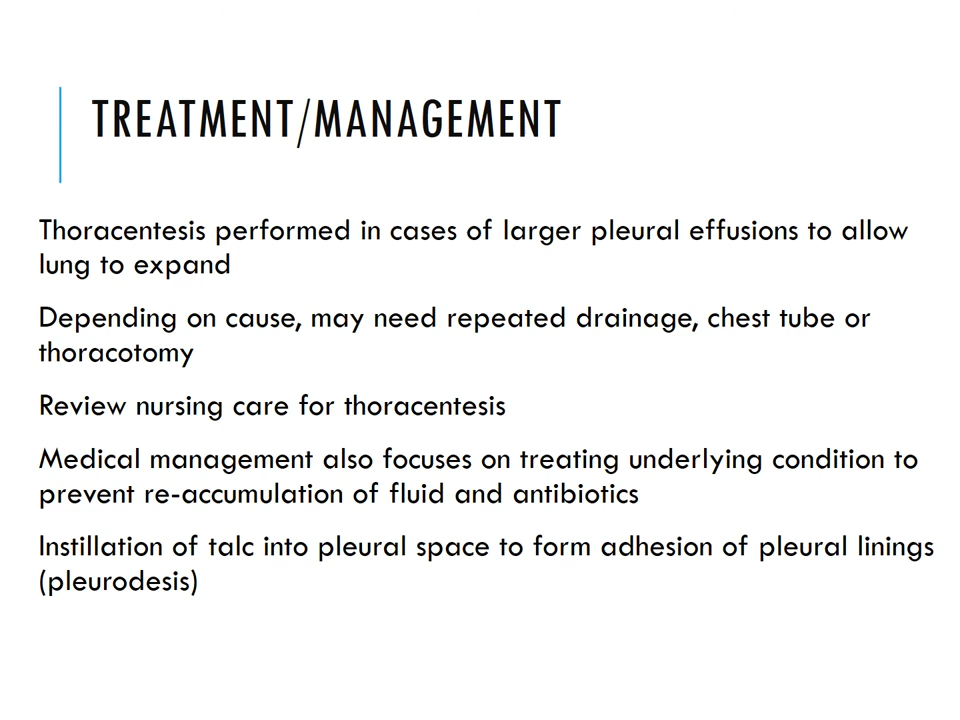 TREATMENT/MANAGEMENT
Thoracentesis performed in cases of larger pleural effusions to allow
lung to expand
Depending on cause, may need repeated drainage, chest tube or
thoracotomy
Review nursing care for thoracentesis
Medical management also focuses on treating underlying condition to
prevent re-accumulation of fluid and antibiotics
Instillation of talc into pleural space to form adhesion of pleural linings
(pleurodesis)